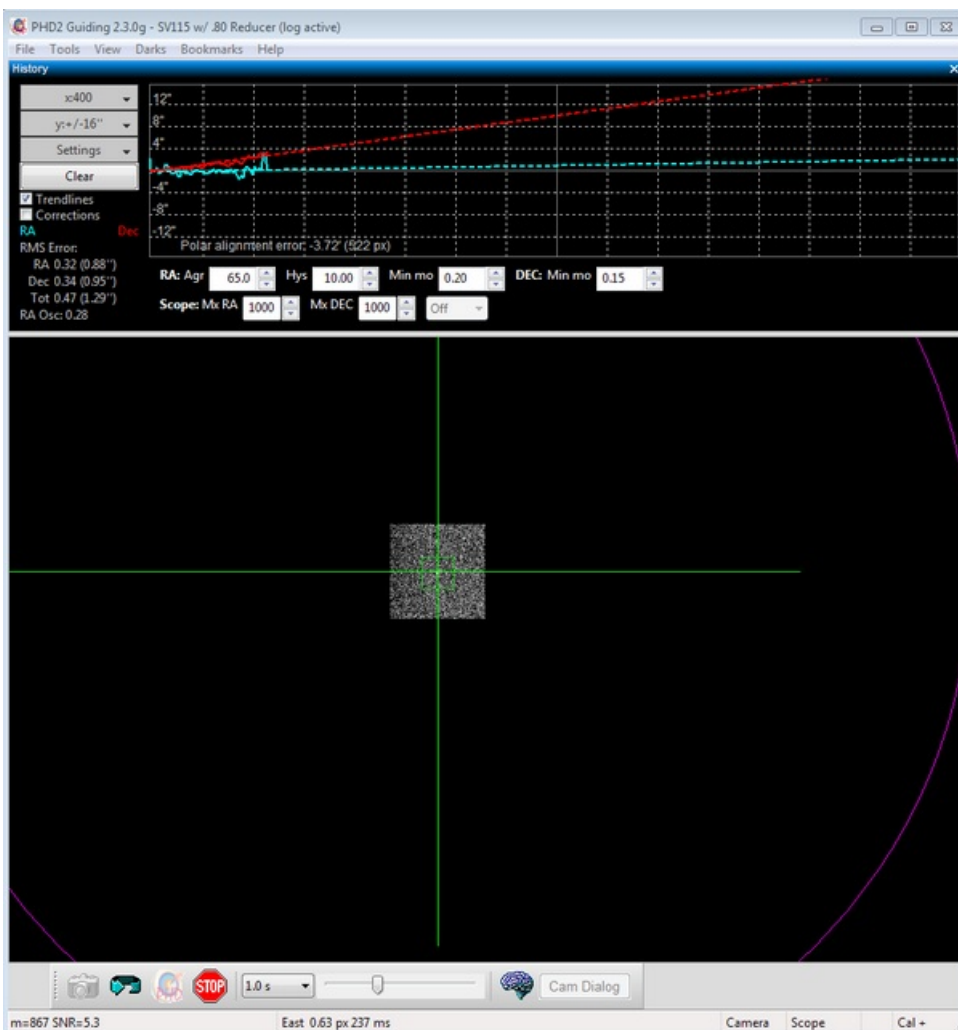 PHD2 Guiding 2.3.0g - SV115 w/ .80 Reducer (log active)
File Tools View Darks Bookmarks Help
History
x:400
y:+/-16"
Settings
Clear
Trendlines
Corrections
RA Dec
RMS Error:
RA 0.32 (0.88")
Dec 0.34 (0.95")
Tot 0.47 (1.29")
RA Osc: 0.28
12"
8"
4"
-4"
-8"
-12"
Polar alignment error: -3.72' (522 px)
RA: Agr 65.0 Hys 10.00 Min mo 0.20 DEC: Min mo 0.15
Scope: Mx RA 1000 Mx DEC 1000 Off
STOP 1.0 s Cam Dialog
m=867 SNR=5.3 East 0.63 px 237 ms Camera Scope Cal +